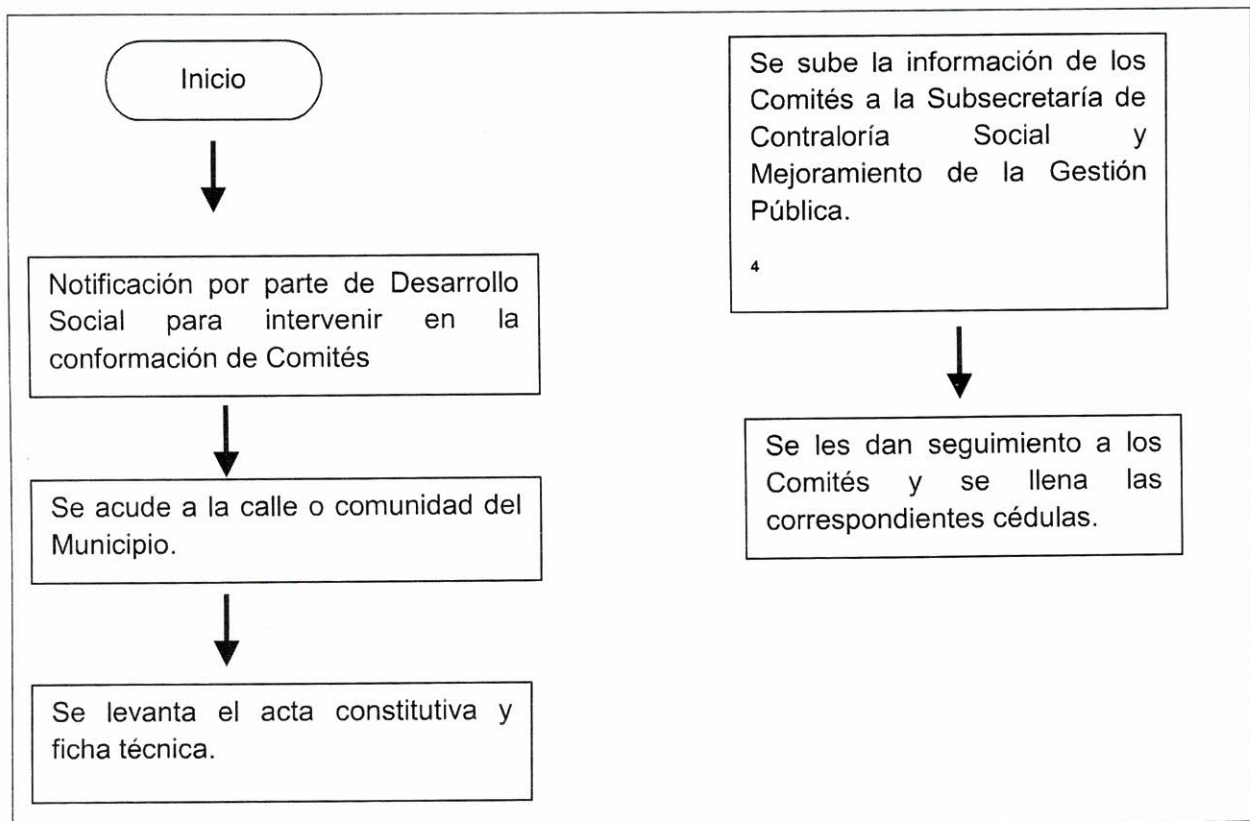 Inicio
Notificación por parte de Desarrollo
Social para intervenir en la
conformación de Comités
Se acude a la calle o comunidad del
Municipio.
Se levanta el acta constitutiva y
ficha técnica.
Se sube la información de los
Comités a la Subsecretaría de
Contraloría Social y
Mejoramiento de la Gestión
Pública.
4
Se les dan seguimiento a los
Comités y se llena las
correspondientes cédulas.